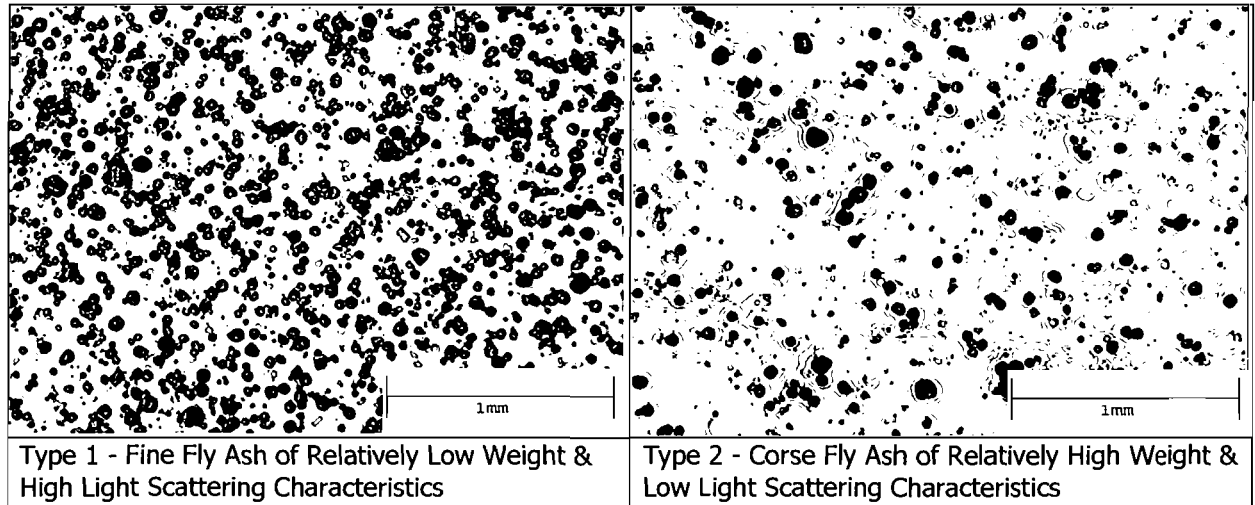 1mm
1mm
Type 1 - Fine Fly Ash of Relatively Low Weight &
High Light Scattering Characteristics
Type 2 - Corse Fly Ash of Relatively High Weight &
Low Light Scattering Characteristics